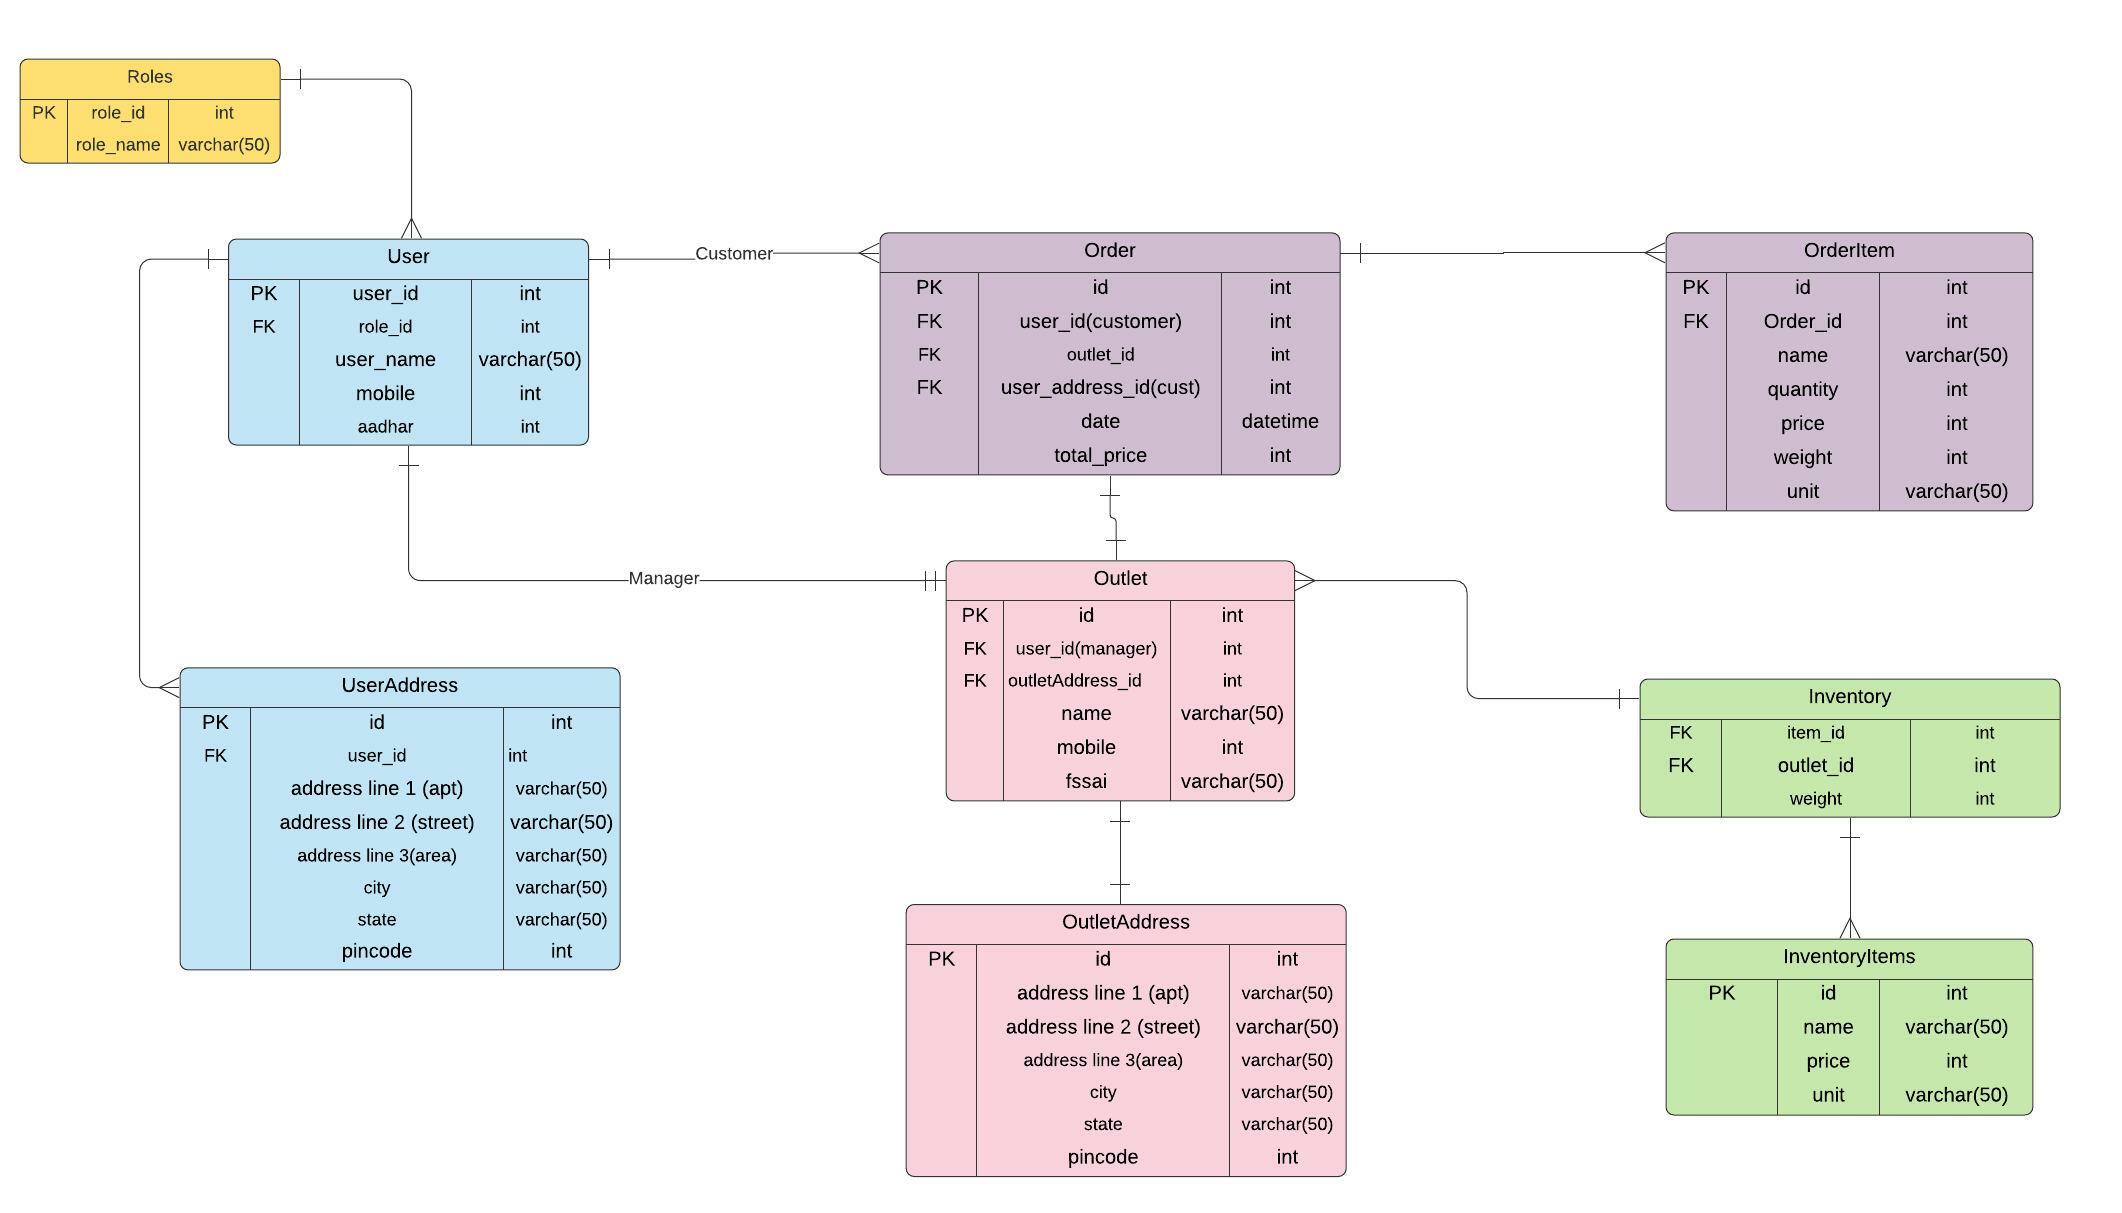 Roles
PK role_id int
role_name varchar(50)
User
PK user_id int
FK role_id int
user_name varchar(50)
mobile int
aadhar int
Customer
Order
PK id int
FK user_id(customer) int
FK outlet_id int
FK user_address_id(cust) int
date datetime
total_price int
OrderItem
PK id int
FK Order_id int
name varchar(50)
quantity int
price int
weight int
unit varchar(50)
Manager
Outlet
PK id int
FK user_id(manager) int
FK outletAddress_id int
name varchar(50)
mobile int
fssai varchar(50)
UserAddress
PK id int
FK user_id int
address line 1 (apt) varchar(50)
address line 2 (street) varchar(50)
address line 3(area) varchar(50)
city varchar(50)
state varchar(50)
pincode int
Inventory
FK item_id int
FK outlet_id int
weight int
OutletAddress
PK id int
address line 1 (apt) varchar(50)
address line 2 (street) varchar(50)
address line 3(area) varchar(50)
city varchar(50)
state varchar(50)
pincode int
InventoryItems
PK id int
name varchar(50)
price int
unit varchar(50)